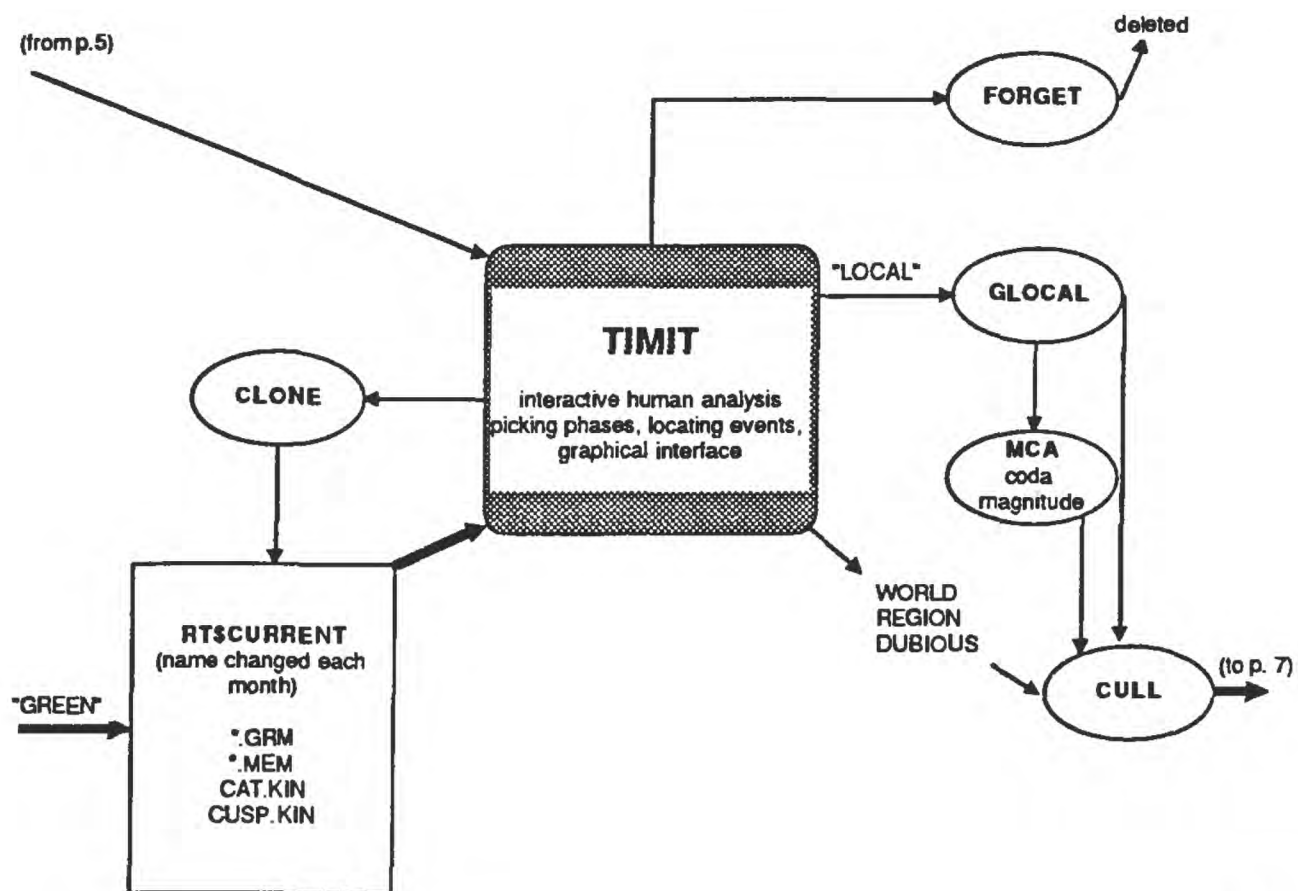 (from p.5)
deleted
FORGET
"LOCAL"
GLOCAL
TIMIT
interactive human analysis
picking phases, locating events,
graphical interface
CLONE
MCA
coda
magnitude
WORLD
REGION
DUBIOUS
RT$CURRENT
(name changed each
month)
"GREEN"
*.GRM
*.MEM
CAT.KIN
CUSP.KIN
CULL
(to p. 7)